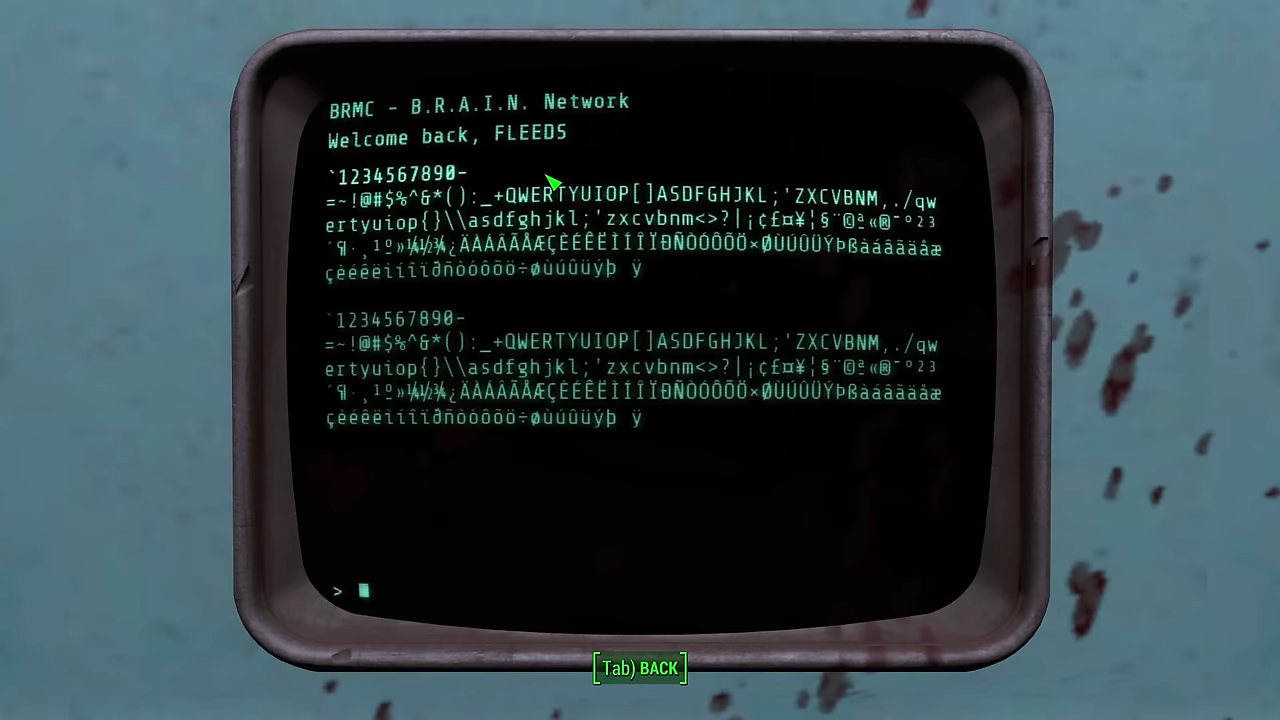 BRMC - B.R.A.I.N. Network
Welcome back, FLEEDS
`1234567890-
=~!@#$%^&*():_+QWERTYUIOP[]ASDFGHJKL;'ZXCVBNM,./qw
ertyuiop{}\\asdfghjkl;'zxcvbnm<>?|¡¢£¤¥¦§¨©ª«®¯°²³
´¶·¸¹º»¼½¾¿ÀÁÂÃÄÅÆÇÈÉÊËÌÍÎÏÐÑÒÓÔÕÖ×ØÙÚÛÜÝÞßàáâãäåæ
çèéêëìíîïðñòóôõö÷øùúûüýþ ÿ
`1234567890-
=~!@#$%^&*():_+QWERTYUIOP[]ASDFGHJKL;'ZXCVBNM,./qw
ertyuiop{}\\asdfghjkl;'zxcvbnm<>?|¡¢£¤¥¦§¨©ª«®¯°²³
´¶·¸¹º»¼½¾¿ÀÁÂÃÄÅÆÇÈÉÊËÌÍÎÏÐÑÒÓÔÕÖ×ØÙÚÛÜÝÞßàáâãäåæ
çèéêëìíîïðñòóôõö÷øùúûüýþ ÿ
>
[Tab) BACK]